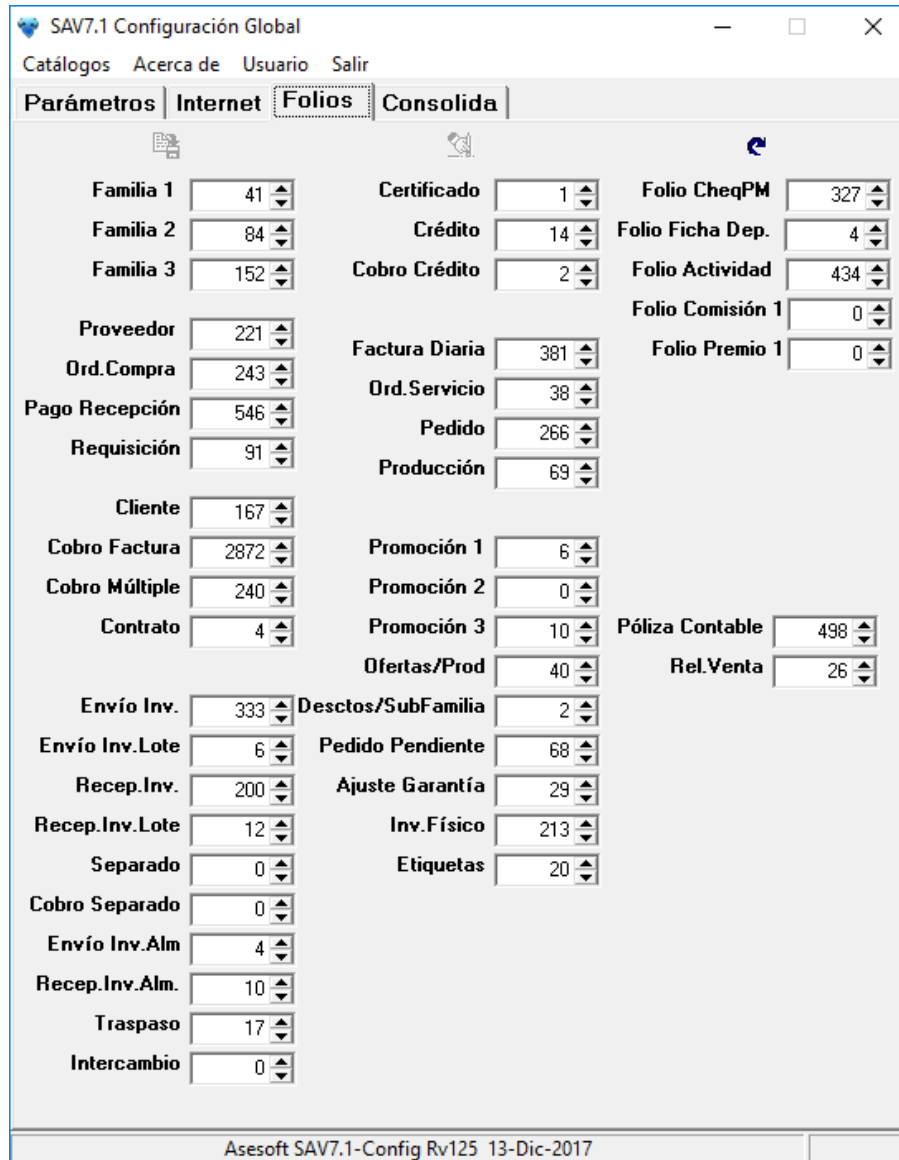 SAV7.1 Configuración Global
Catálogos Acerca de Usuario Salir
Parámetros Internet Folios Consolida
Familia 1 41
Familia 2 84
Familia 3 152
Proveedor 221
Ord.Compra 243
Pago Recepción 546
Requisición 91
Cliente 167
Cobro Factura 2872
Cobro Múltiple 240
Contrato 4
Envío Inv. 333
Envío Inv.Lote 6
Recep.Inv. 200
Recep.Inv.Lote 12
Separado 0
Cobro Separado 0
Envío Inv.Alm 4
Recep.Inv.Alm. 10
Traspaso 17
Intercambio 0
Certificado 1
Crédito 14
Cobro Crédito 2
Factura Diaria 381
Ord.Servicio 38
Pedido 266
Producción 69
Promoción 1 6
Promoción 2 0
Promoción 3 10
Ofertas/Prod 40
Desctos/SubFamilia 2
Pedido Pendiente 68
Ajuste Garantía 29
Inv.Físico 213
Etiquetas 20
Folio CheqPM 327
Folio Ficha Dep. 4
Folio Actividad 434
Folio Comisión 1 0
Folio Premio 1 0
Póliza Contable 498
Rel.Venta 26
Asesoft SAV7.1-Config Rv125 13-Dic-2017